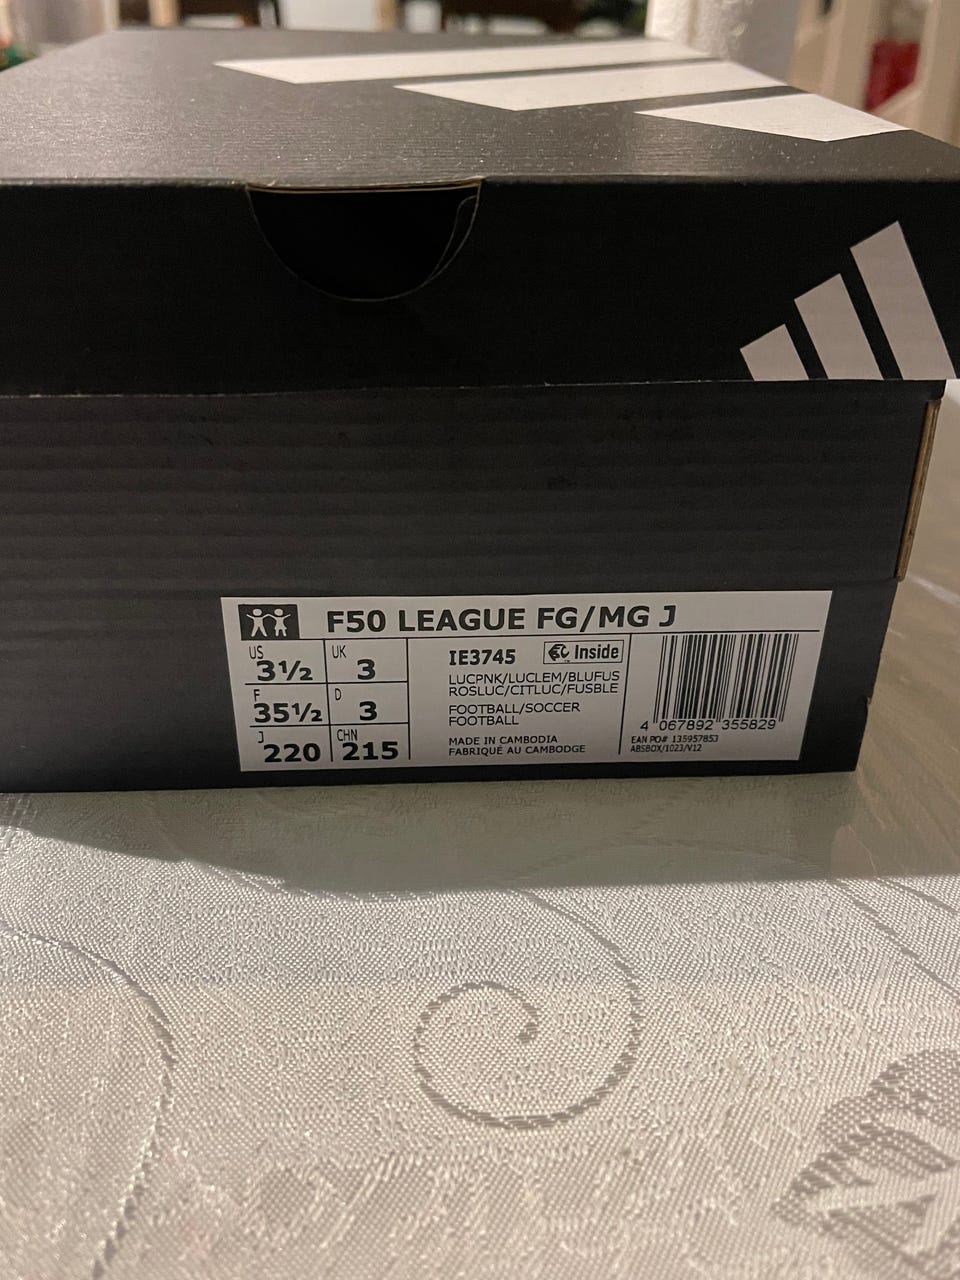 F50 LEAGUE FG/MG J
US 3½ UK 3
F 35½ D 3
J 220 CHN 215
IE3745 Inside
LUCPNK/LUCLEM/BLUFUS
ROSLUC/CITLUC/FUSBLE
FOOTBALL/SOCCER
FOOTBALL
MADE IN CAMBODIA
FABRIQUÉ AU CAMBODGE
4 067892 355829
EAN PO# 135957853
ABSBOX/1023/V12